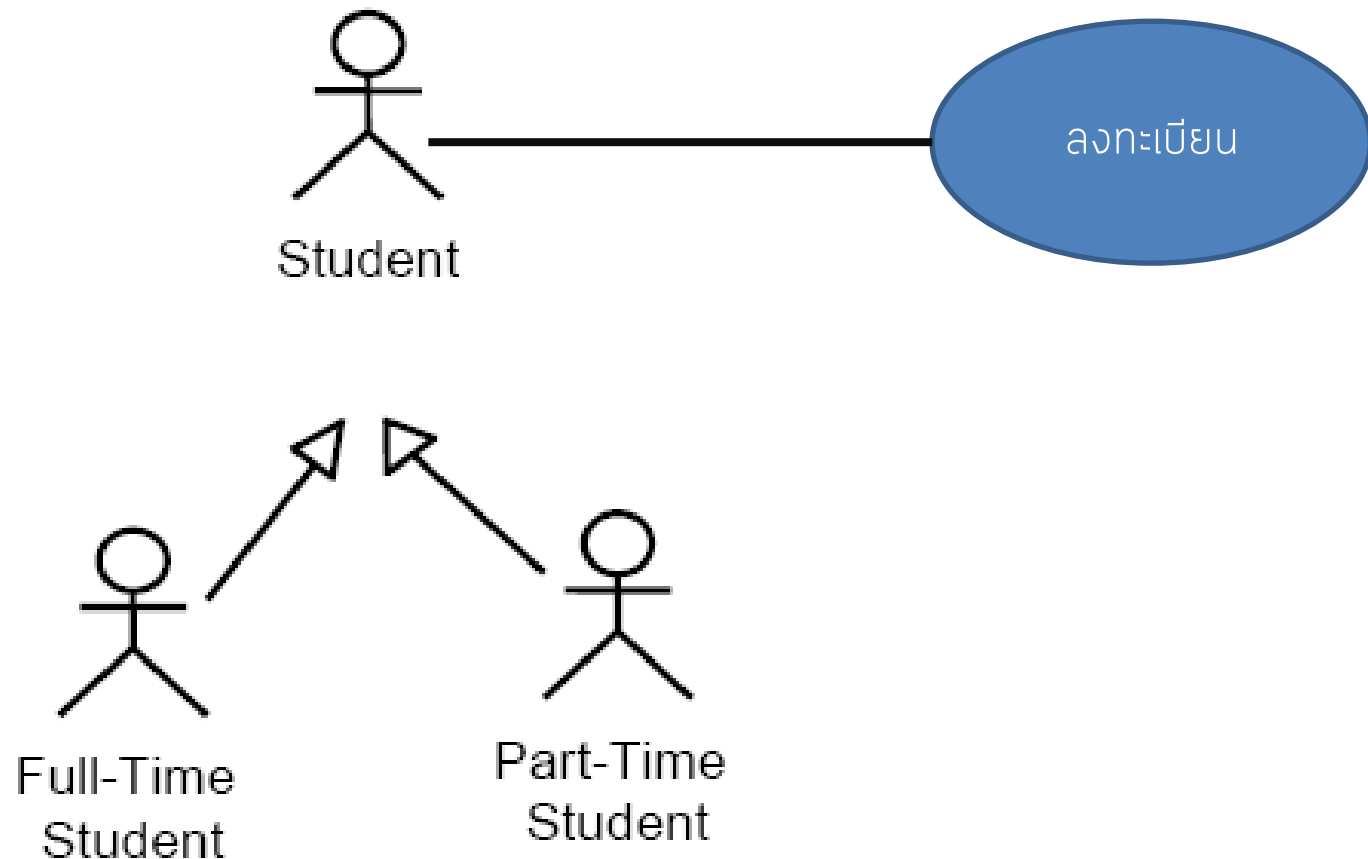 ลงทะเบียน
Student
Full-Time
Student
Part-Time
Student